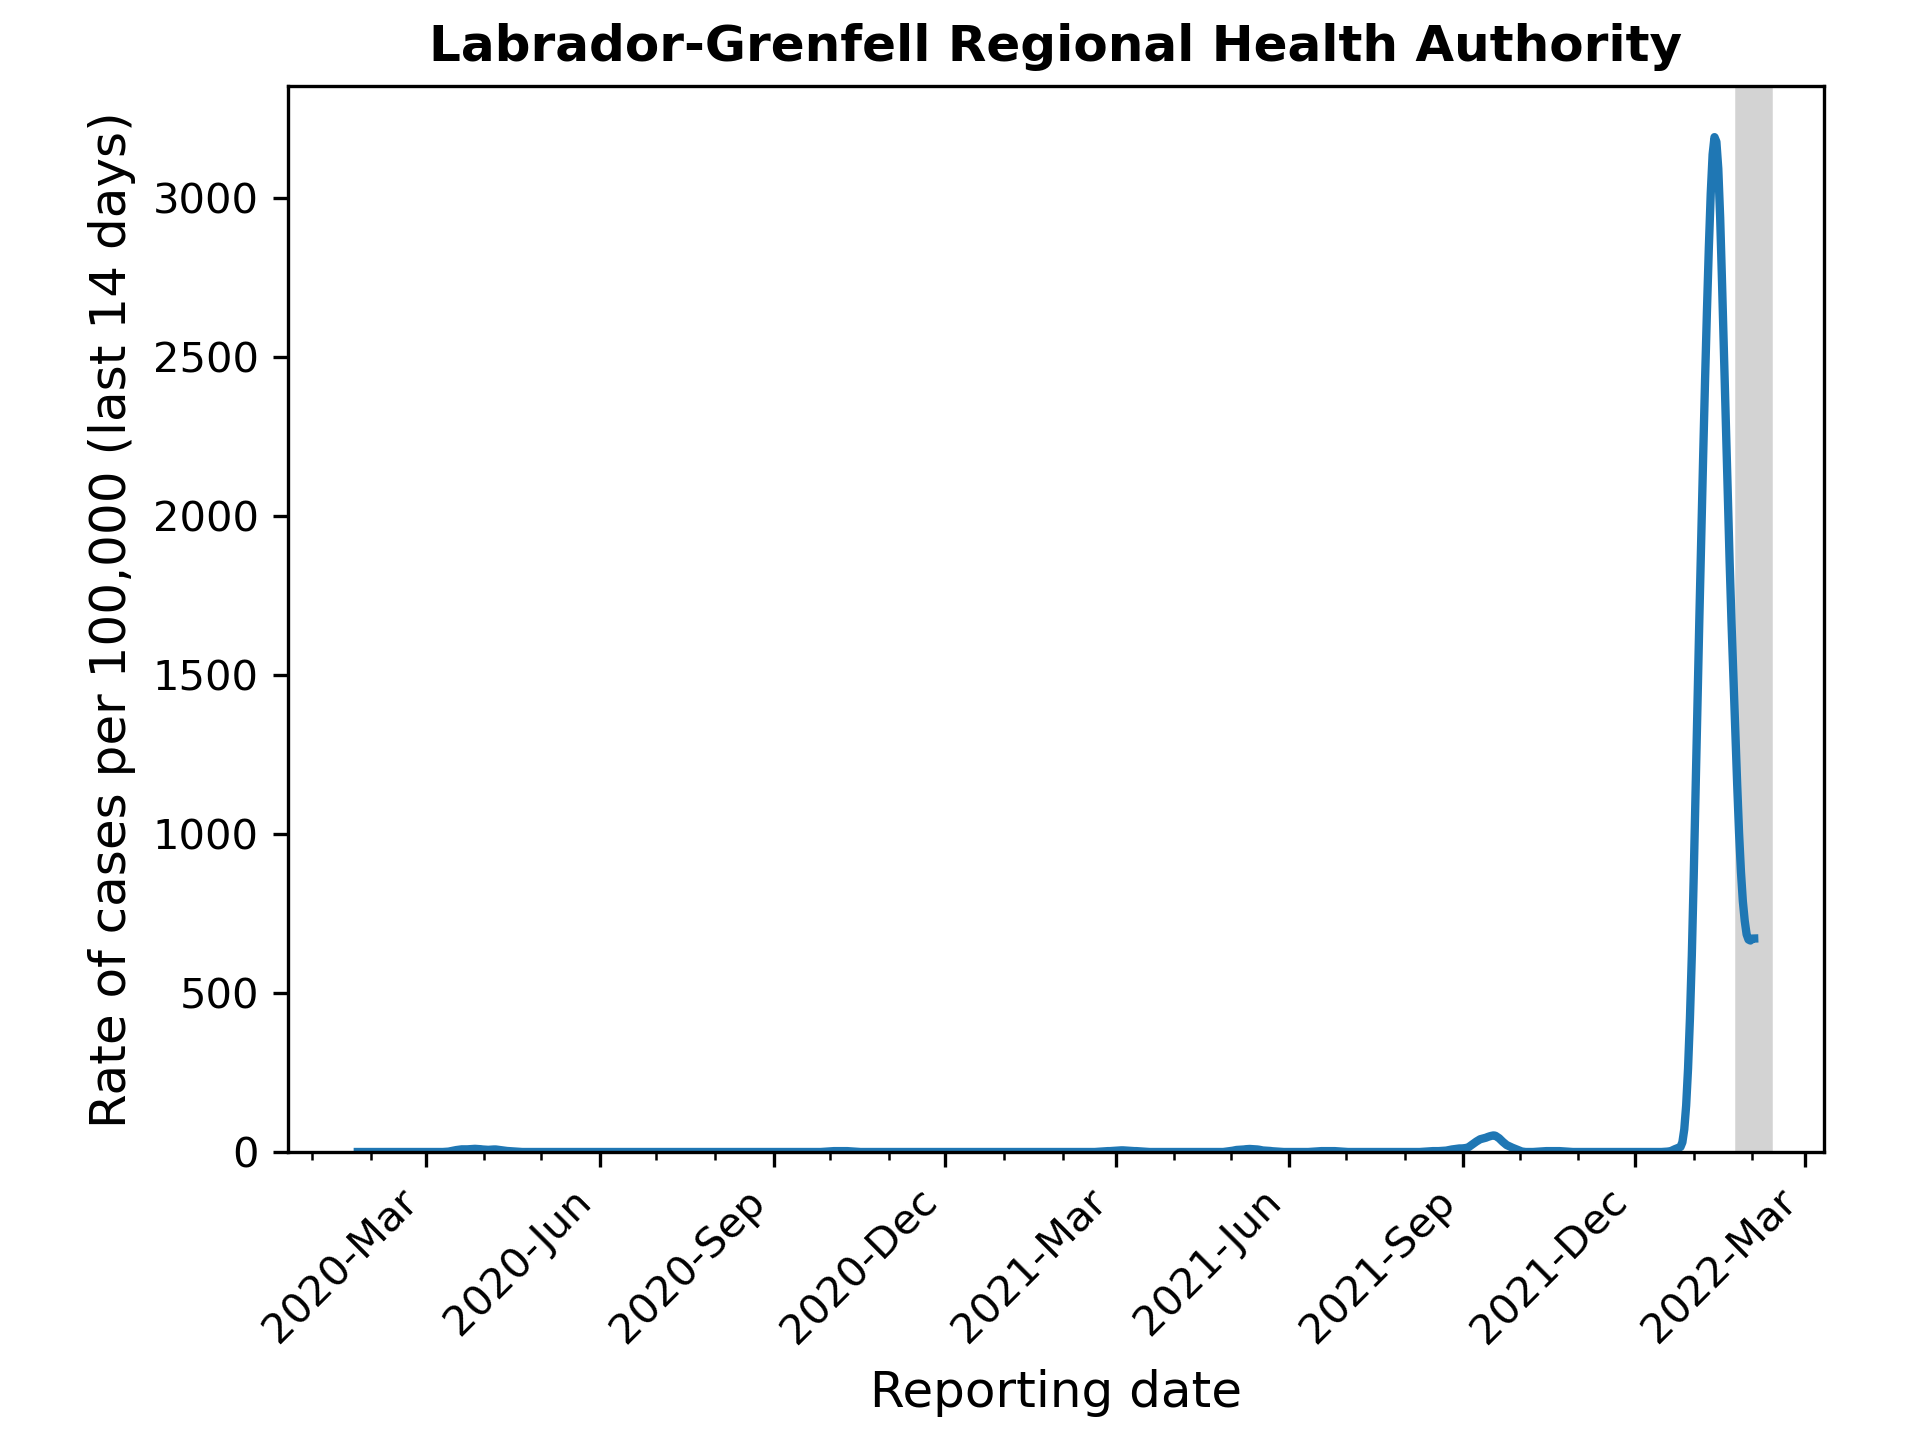 Labrador-Grenfell Regional Health Authority
Rate of cases per 100,000 (last 14 days)
3000
2500
2000
1500
1000
500
0
2020-Mar
2020-Jun
2020-Sep
2020-Dec
2021-Mar
2021-Jun
2021-Sep
2021-Dec
2022-Mar
Reporting date